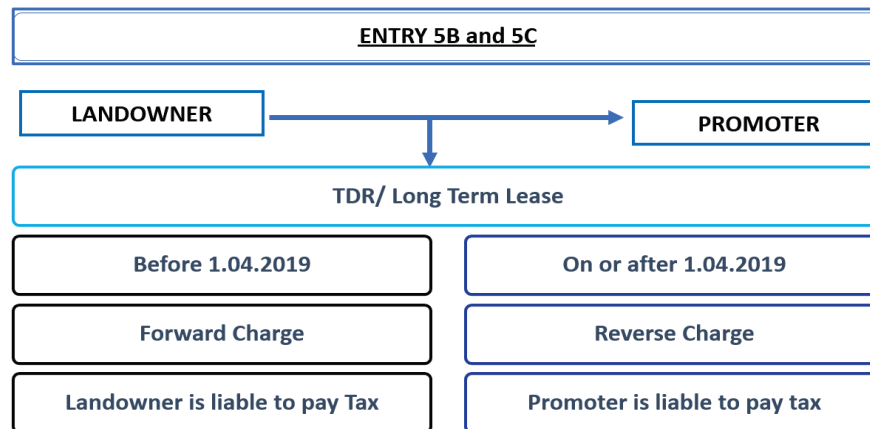 ENTRY 5B and 5C
LANDOWNER
PROMOTER
TDR/ Long Term Lease
Before 1.04.2019
On or after 1.04.2019
Forward Charge
Reverse Charge
Landowner is liable to pay Tax
Promoter is liable to pay tax